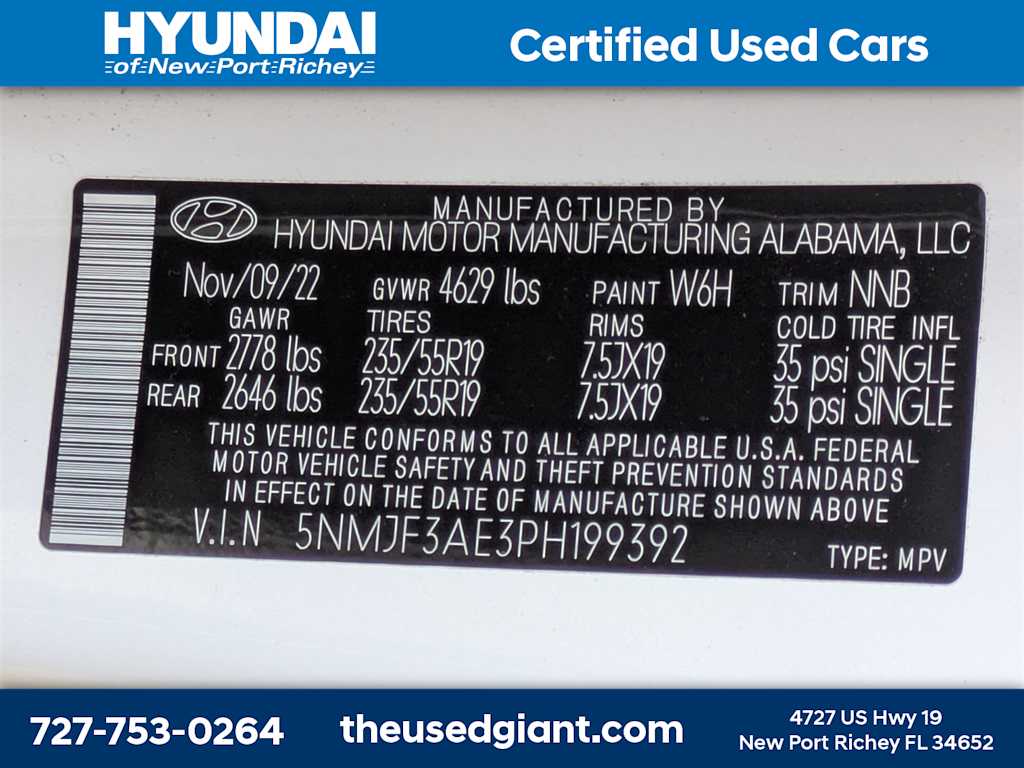 HYUNDAI
of New Port Richey
Certified Used Cars
MANUFACTURED BY
HYUNDAI MOTOR MANUFACTURING ALABAMA, LLC
Nov/09/22 GVWR 4629 lbs PAINT W6H TRIM NNB
GAWR TIRES RIMS COLD TIRE INFL
FRONT 2778 lbs 235/55R19 7.5JX19 35 psi SINGLE
REAR 2646 lbs 235/55R19 7.5JX19 35 psi SINGLE
THIS VEHICLE CONFORMS TO ALL APPLICABLE U.S.A. FEDERAL
MOTOR VEHICLE SAFETY AND THEFT PREVENTION STANDARDS
IN EFFECT ON THE DATE OF MANUFACTURE SHOWN ABOVE
V.I.N 5NMJF3AE3PH199392
TYPE: MPV
727-753-0264
theusedgiant.com
4727 US Hwy 19
New Port Richey FL 34652